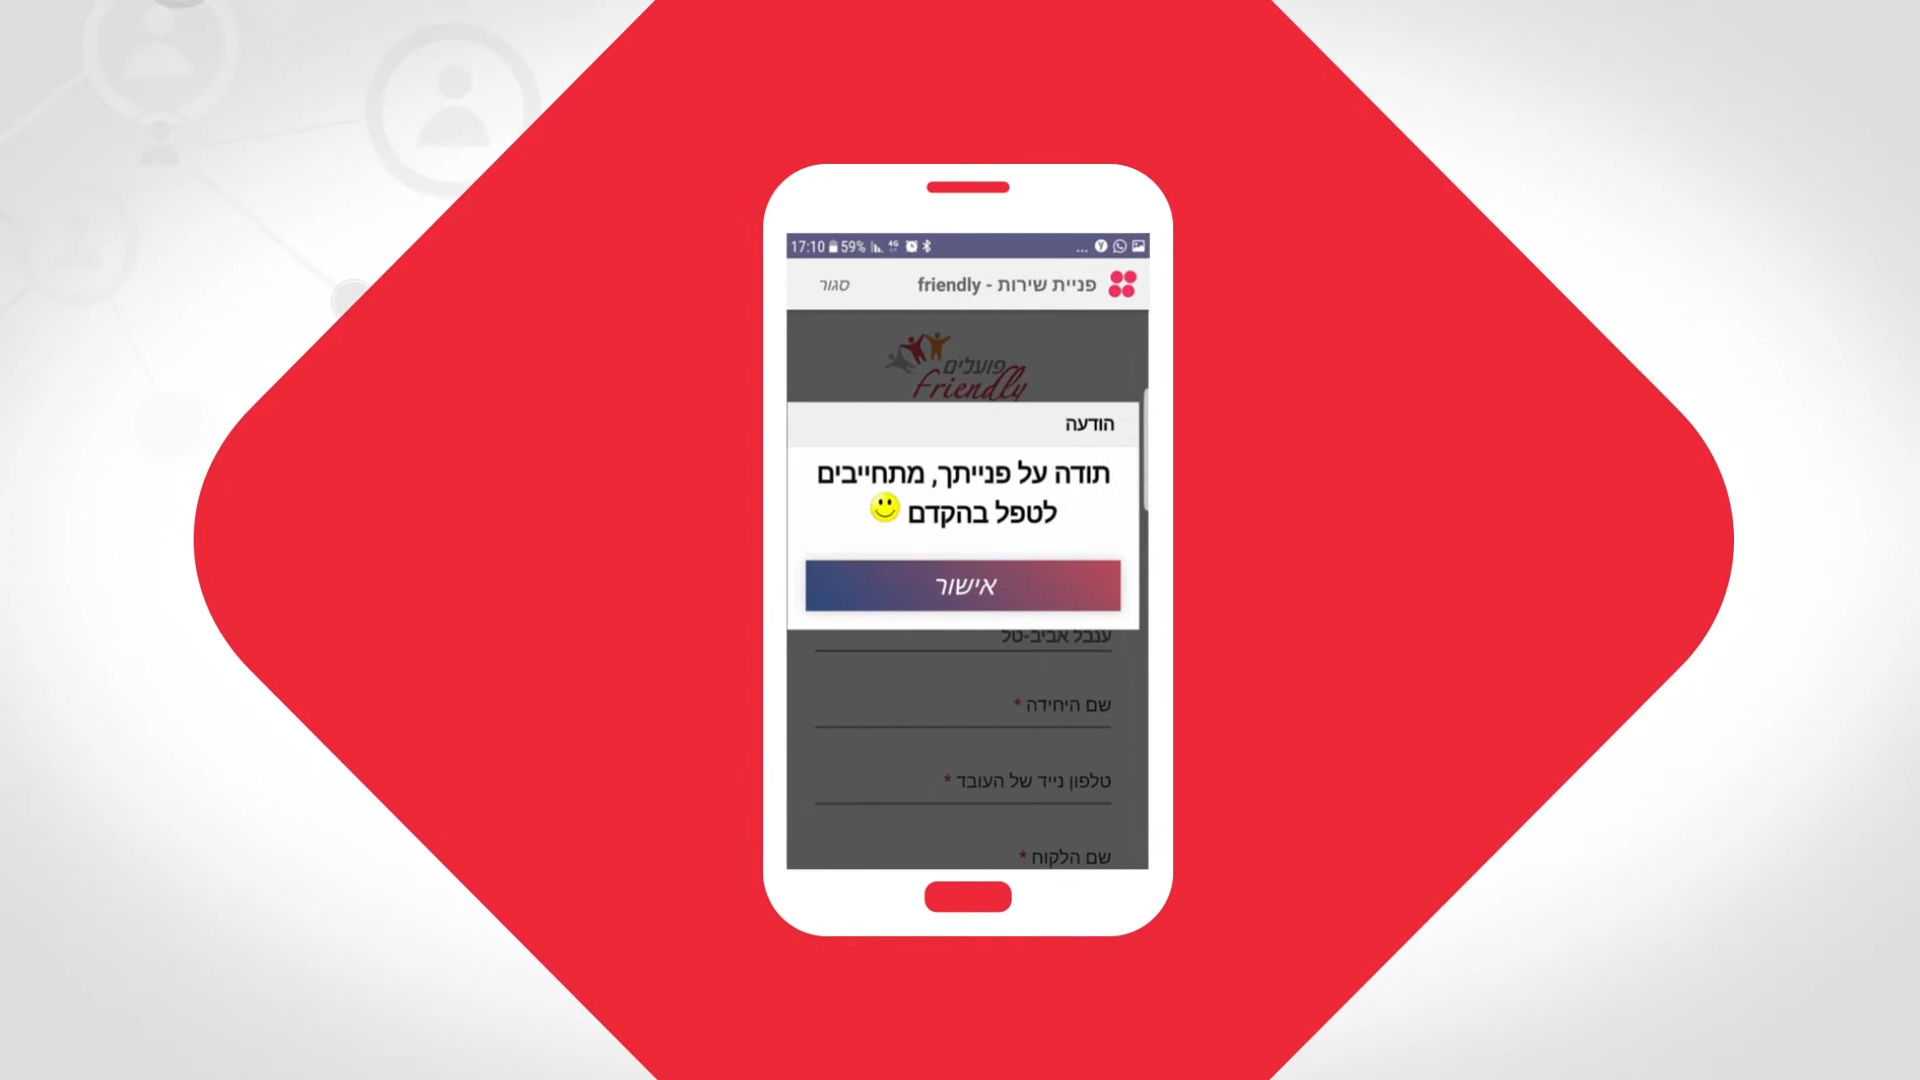 17:10 59% 4G ...
פניית שירות - friendly
סגור
פועלים
Friendly
הודעה
תודה על פנייתך, מתחייבים
לטפל בהקדם
אישור
ענבל אביב-טל
שם היחידה *
טלפון נייד של העובד *
שם הלקוח *